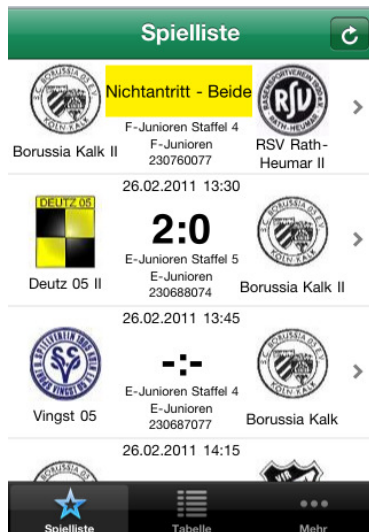 Spielliste
Nichtantritt - Beide
F-Junioren Staffel 4
F-Junioren
230760077
Borussia Kalk II
RSV Rath-
Heumar II
26.02.2011 13:30
DEUTZ 05
2:0
E-Junioren Staffel 5
E-Junioren
230688074
Deutz 05 II
Borussia Kalk II
26.02.2011 13:45
-:-
E-Junioren Staffel 4
E-Junioren
230687077
Vingst 05
Borussia Kalk
26.02.2011 14:15
Spielliste
Tabelle
Mehr